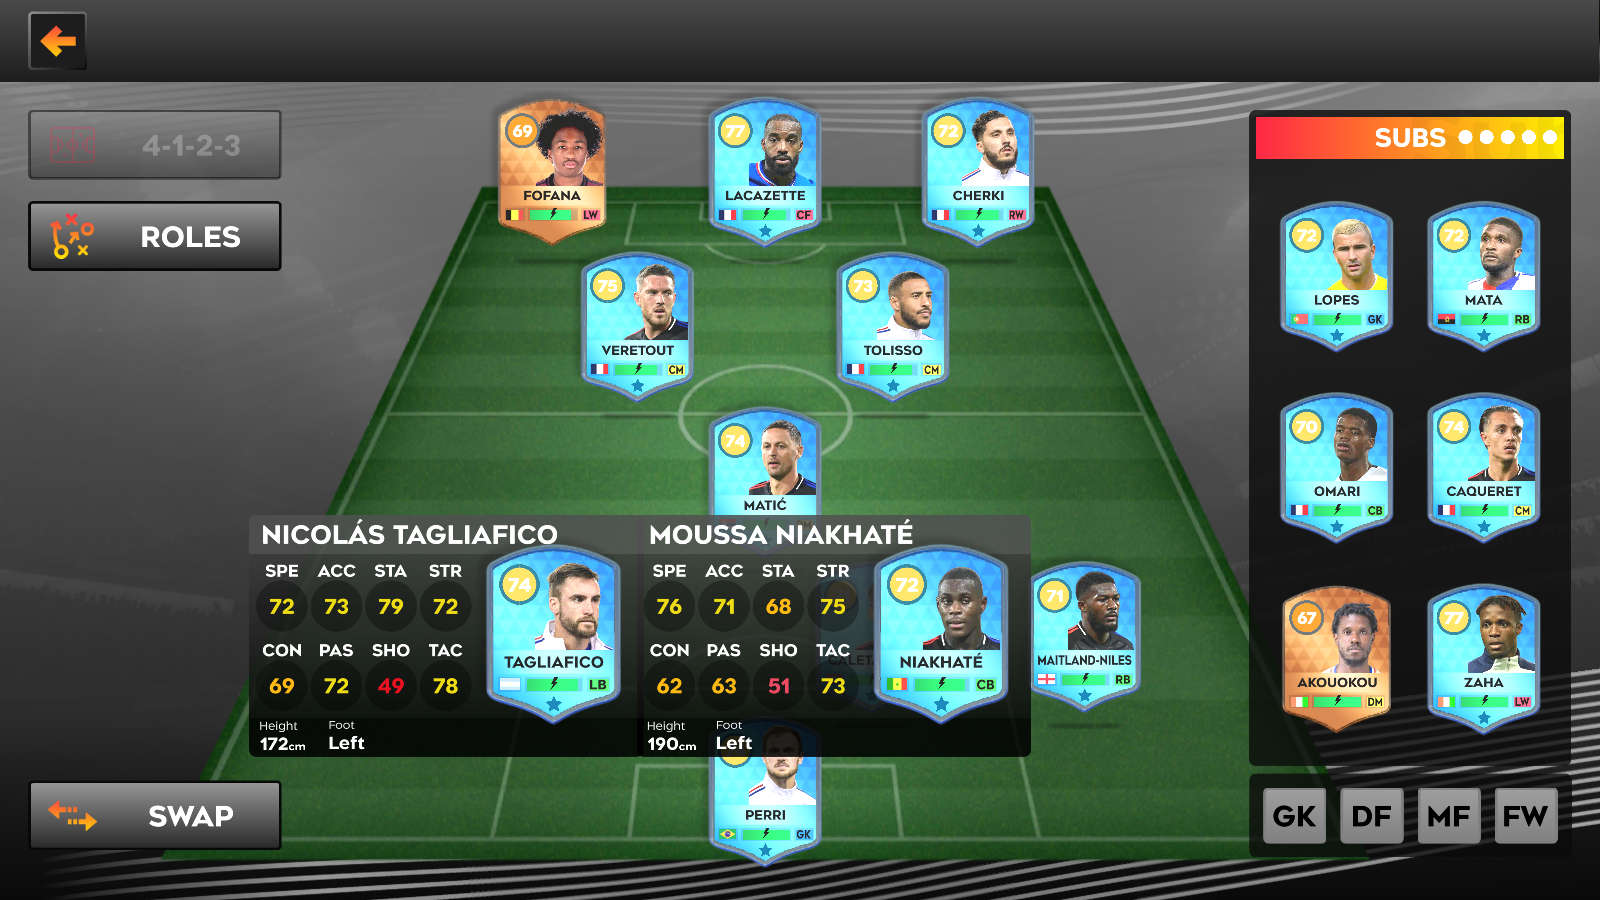 4-1-2-3
ROLES
SWAP
69
FOFANA
LW
77
LACAZETTE
CF
72
CHERKI
RW
75
VERETOUT
CM
73
TOLISSO
CM
74
MATIĆ
NICOLÁS TAGLIAFICO
SPE ACC STA STR
72 73 79 72
CON PAS SHO TAC
69 72 49 78
Height Foot
172cm Left
74
TAGLIAFICO
LB
MOUSSA NIAKHATÉ
SPE ACC STA STR
76 71 68 75
CON PAS SHO TAC
62 63 51 73
Height Foot
190cm Left
72
NIAKHATÉ
CB
71
MAITLAND-NILES
RB
PERRI
GK
SUBS
72
LOPES
GK
72
MATA
RB
70
OMARI
CB
74
CAQUERET
CM
67
AKOUOKOU
DM
77
ZAHA
LW
GK DF MF FW